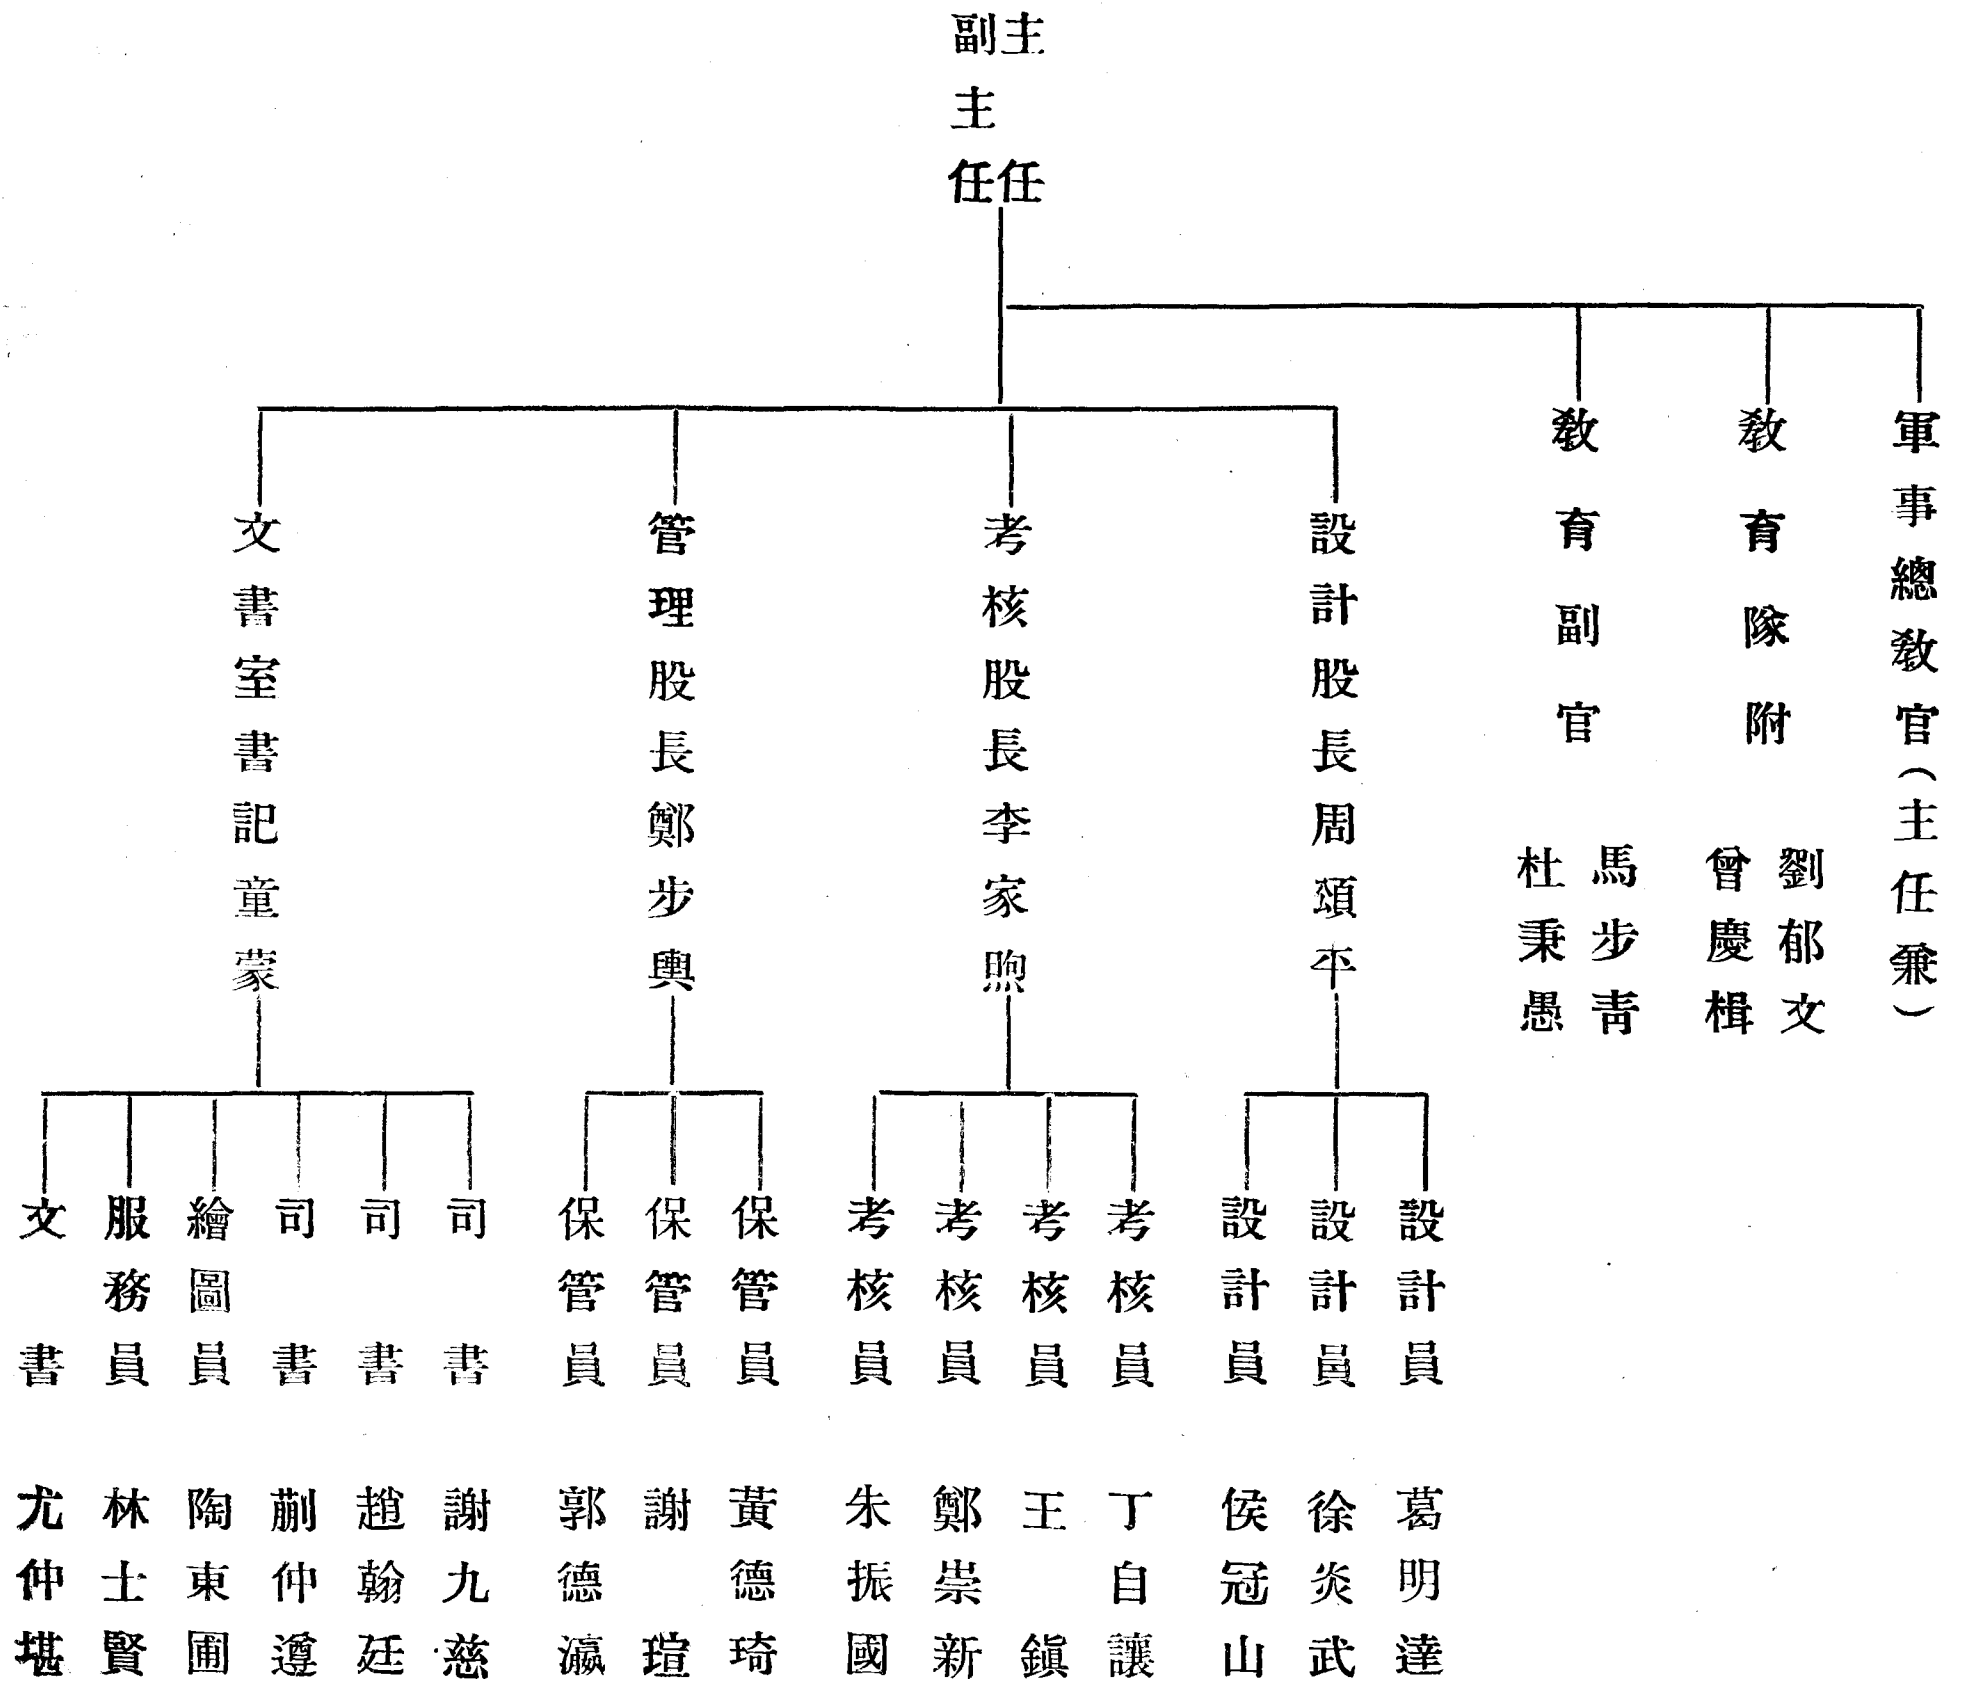 主任
副主任
軍事總教官（主任兼）
教育隊附
劉郁文
曾慶楫
教育副官
馬步青
杜秉愚
設計股長周頌平
考核股長李家煦
管理股長鄭步輿
文書室書記童蒙
設計員 葛明達
設計員 徐炎武
設計員 侯冠山
考核員 丁自讓
考核員 王鎮
考核員 鄭崇新
考核員 朱振國
保管員 黃德琦
保管員 謝瑄
保管員 郭德瀛
司書 謝九慈
司書 趙翰廷
司書 蒯仲遵
繪圖員 陶東圃
服務員 林士賢
文書 尤仲堪